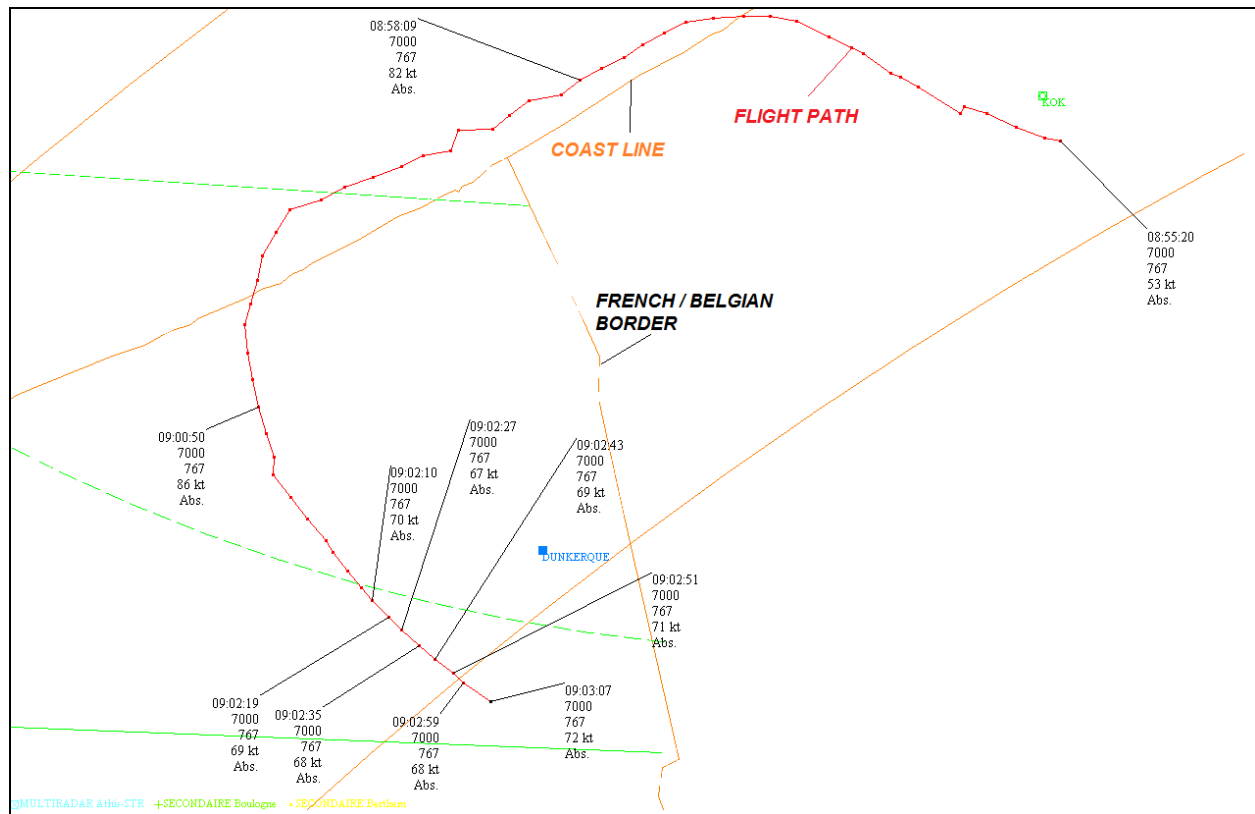 08:58:09
7000
767
82 kt
Abs.
FLIGHT PATH
KOK
COAST LINE
08:55:20
7000
767
53 kt
Abs.
FRENCH / BELGIAN
BORDER
09:00:50
7000
767
86 kt
Abs.
09:02:10
7000
767
70 kt
Abs.
09:02:27
7000
767
67 kt
Abs.
09:02:43
7000
767
69 kt
Abs.
DUNKERQUE
09:02:51
7000
767
71 kt
Abs.
09:02:19
7000
767
69 kt
Abs.
09:02:35
7000
767
68 kt
Abs.
09:02:59
7000
767
68 kt
Abs.
09:03:07
7000
767
72 kt
Abs.
MULTIRADAR Athis-STR +SECONDAIRE Boulogne SECONDAIRE